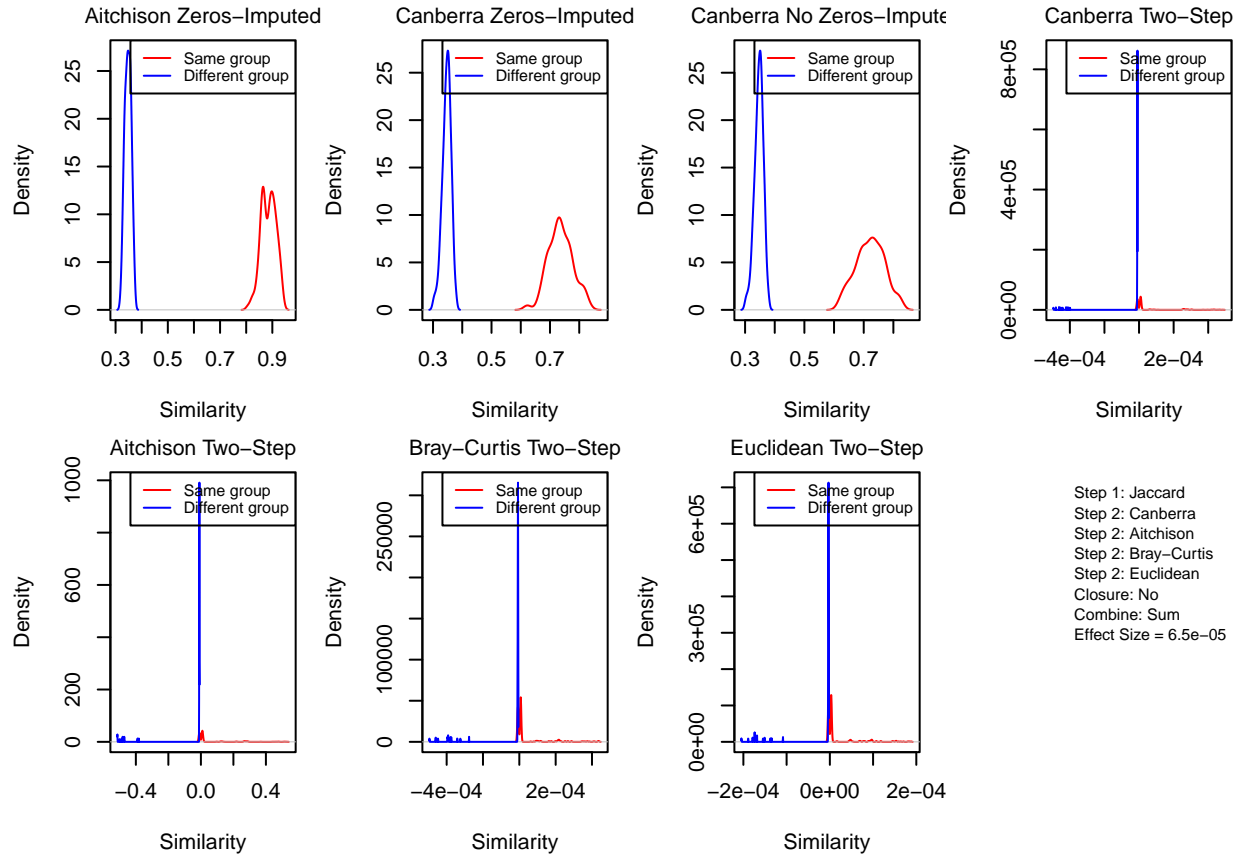 Aitchison Zeros−Imputed
Canberra Zeros−Imputed
Canberra No Zeros−Impute
Canberra Two−Step
Same group
Different group
Same group
Different group
Same group
Different group
Same group
Different group
Density
0
5
10
15
20
25
0.3
0.5
0.7
0.9
Similarity
Density
0
5
10
15
20
25
0.3
0.7
Similarity
Density
0
5
10
15
20
25
0.3
0.7
Similarity
Density
0e+00
4e+05
8e+05
−4e−04
2e−04
Similarity
Aitchison Two−Step
Bray−Curtis Two−Step
Euclidean Two−Step
Same group
Different group
Same group
Different group
Same group
Different group
Density
0
200
600
1000
−0.4
0.0
0.4
Similarity
Density
0
100000
250000
−4e−04
2e−04
Similarity
Density
0e+00
3e+05
6e+05
−2e−04
0e+00
2e−04
Similarity
Step 1: Jaccard
Step 2: Canberra
Step 2: Aitchison
Step 2: Bray−Curtis
Step 2: Euclidean
Closure: No
Combine: Sum
Effect Size = 6.5e−05